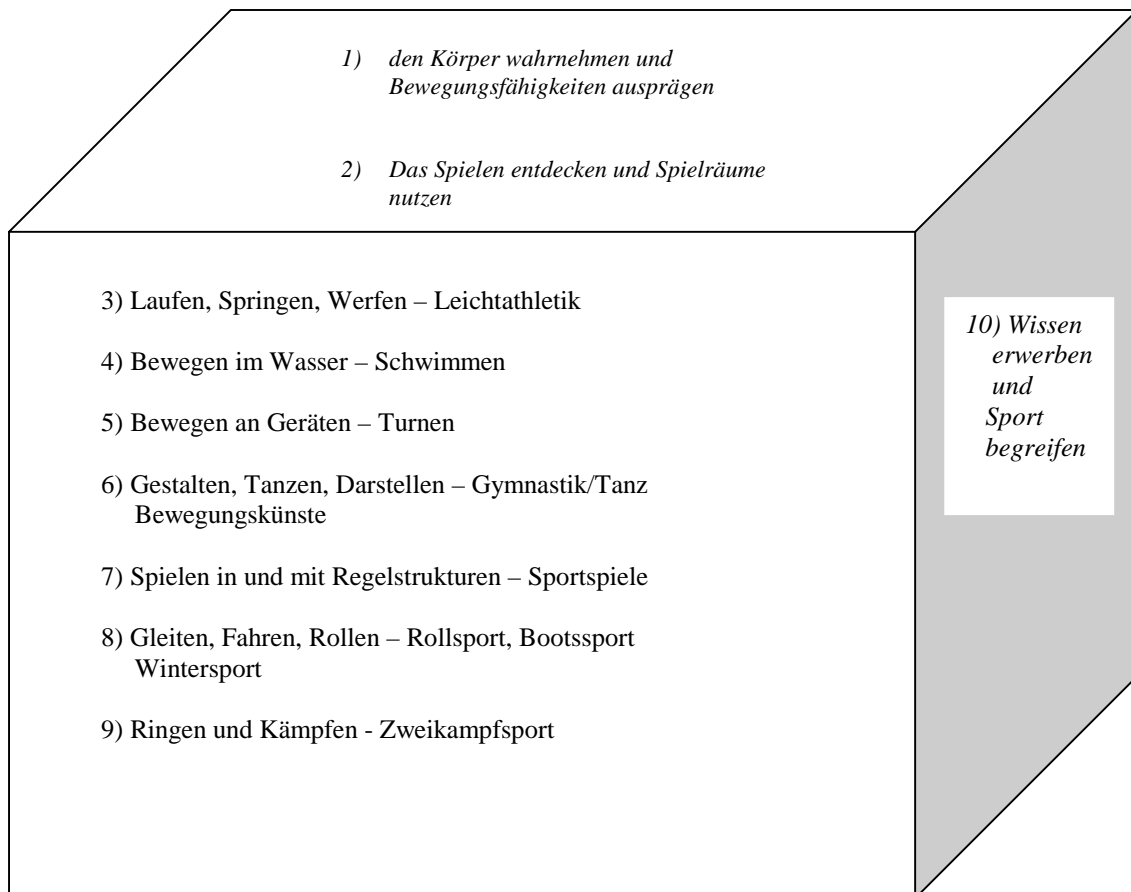 1) den Körper wahrnehmen und
Bewegungsfähigkeiten ausprägen
2) Das Spielen entdecken und Spielräume
nutzen
3) Laufen, Springen, Werfen – Leichtathletik
4) Bewegen im Wasser – Schwimmen
5) Bewegen an Geräten – Turnen
6) Gestalten, Tanzen, Darstellen – Gymnastik/Tanz
Bewegungskünste
7) Spielen in und mit Regelstrukturen – Sportspiele
8) Gleiten, Fahren, Rollen – Rollsport, Bootssport
Wintersport
9) Ringen und Kämpfen - Zweikampfsport
10) Wissen
erwerben
und
Sport
begreifen